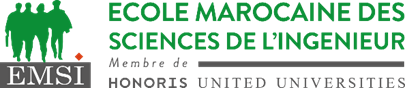 ECOLE MAROCAINE DES
SCIENCES DE L'INGENIEUR
EMSI
Membre de
HONORIS UNITED UNIVERSITIES